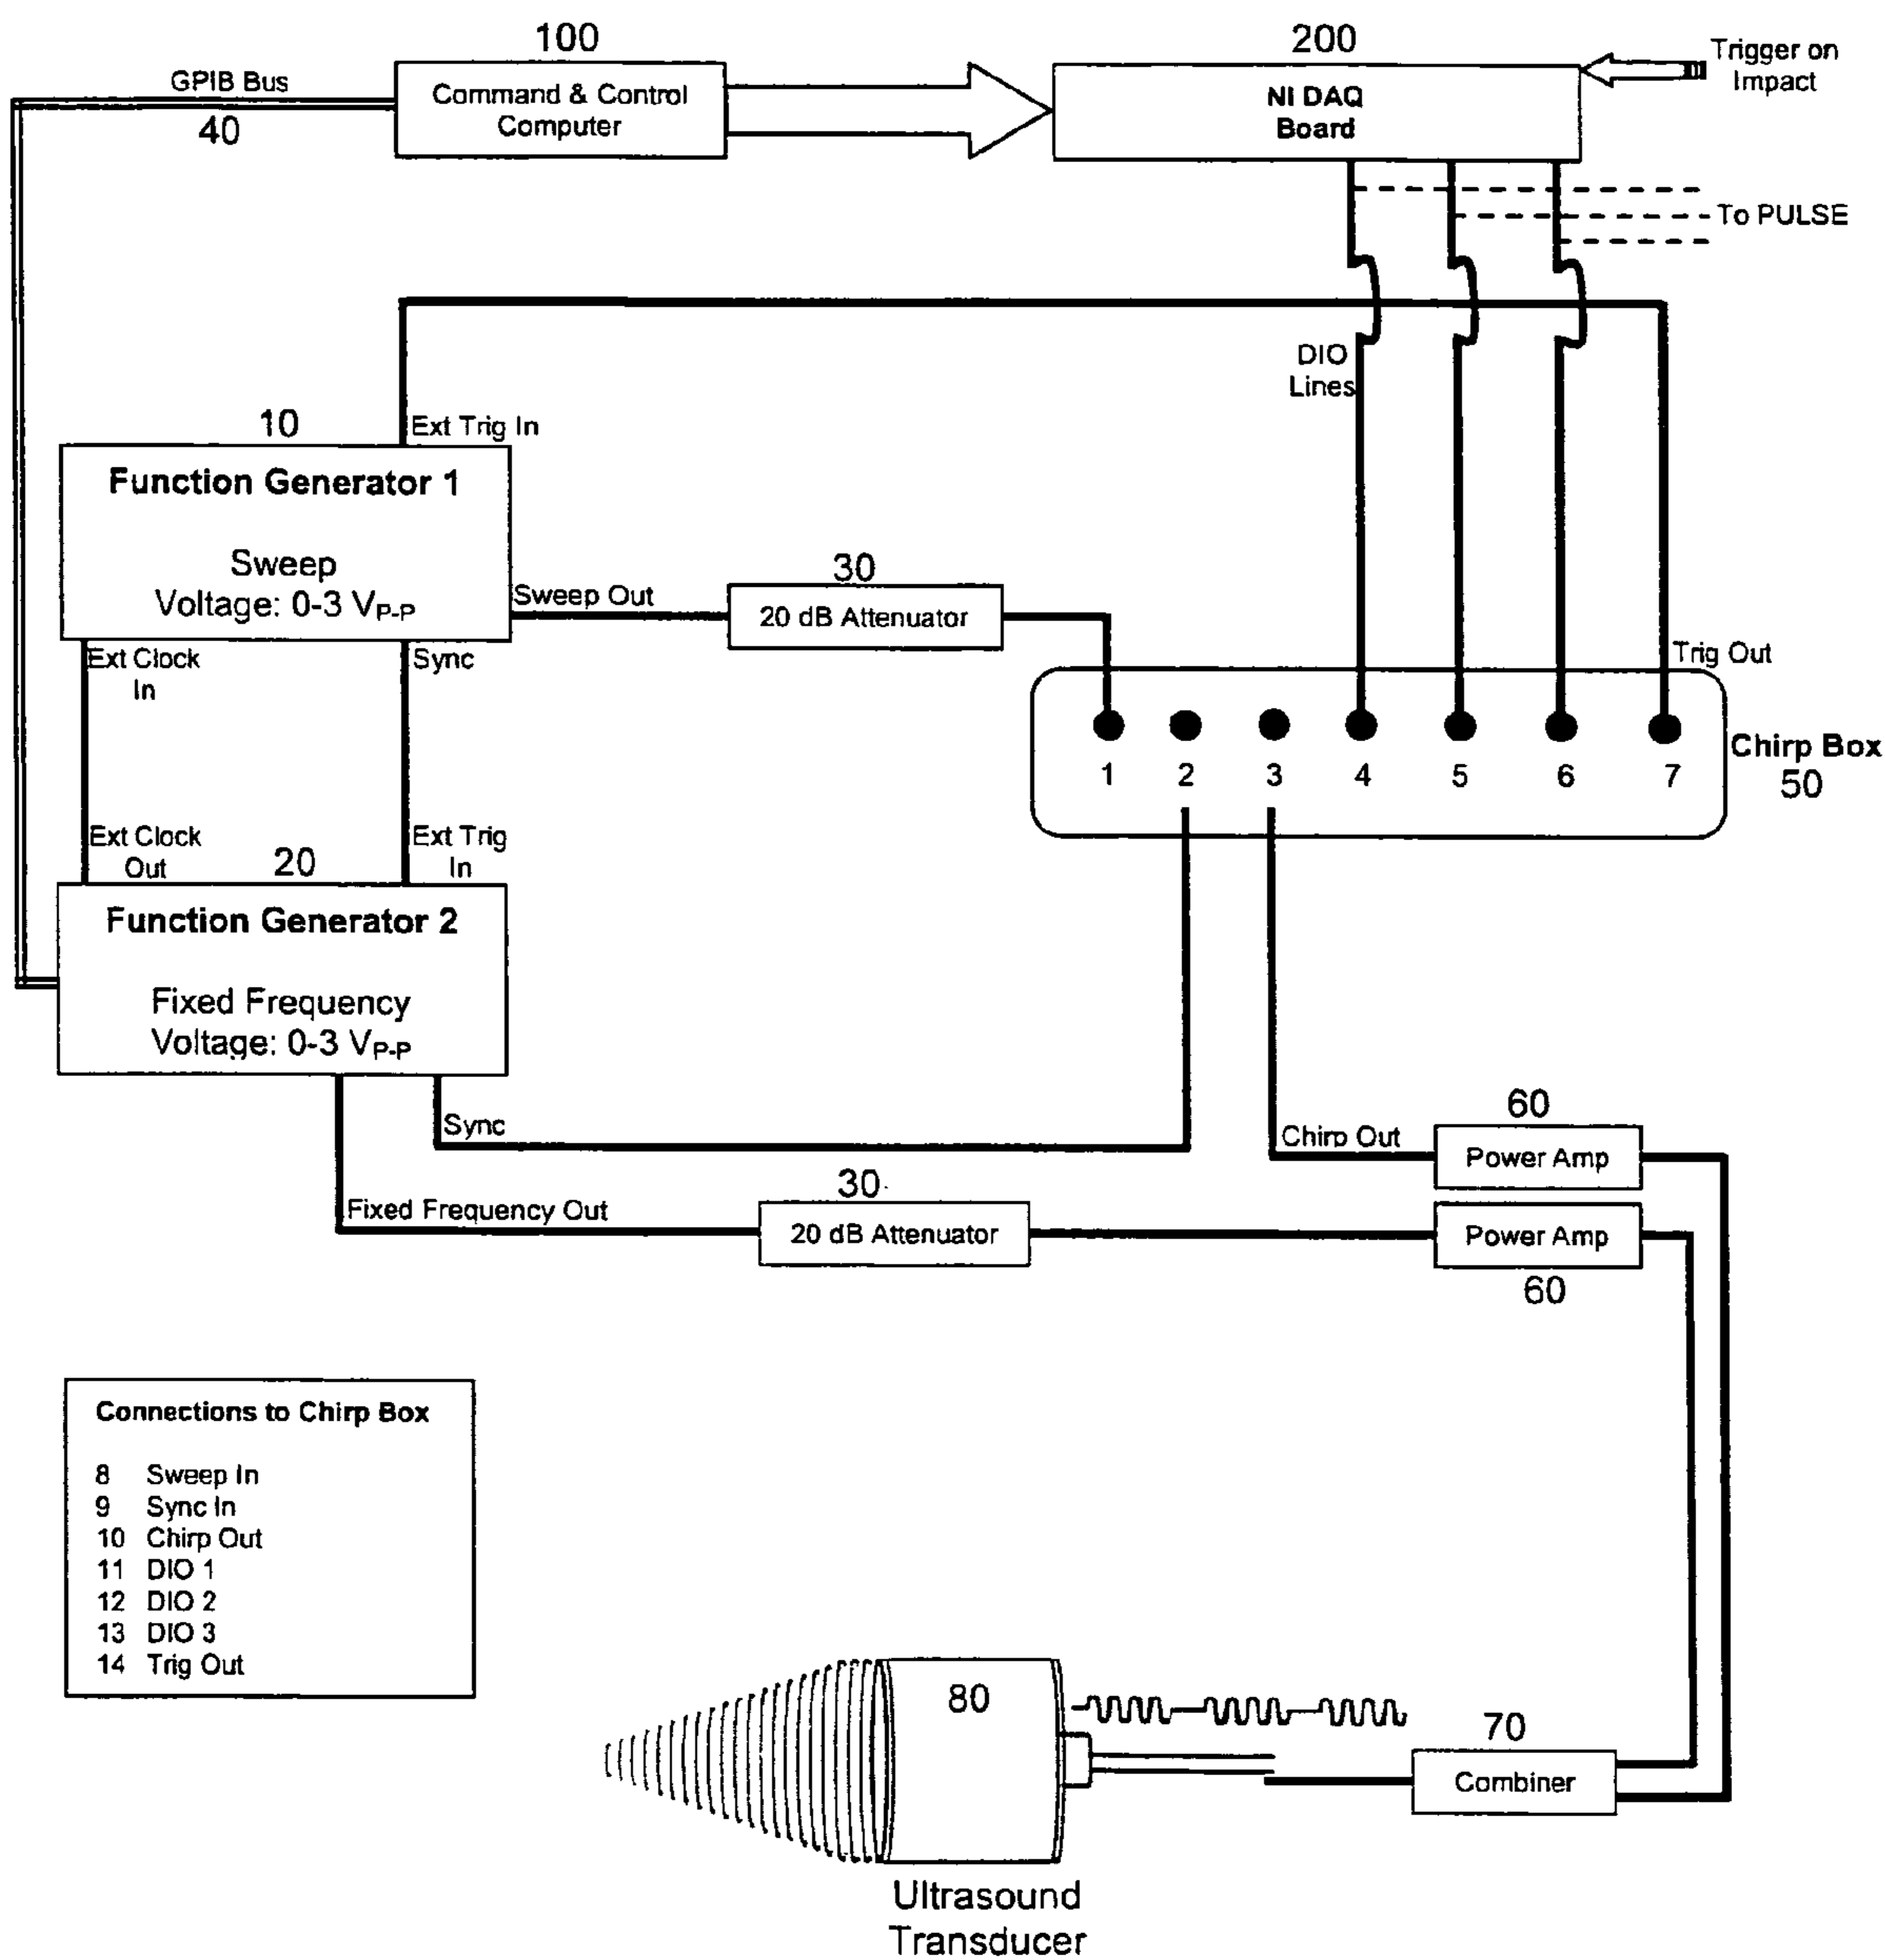 100
200
Trigger on
Impact
GPIB Bus
40
Command & Control
Computer
NI DAQ
Board
To PULSE
DIO
Lines
10
Ext Trig In
Function Generator 1
Sweep
Voltage: 0-3 VP-P
Sweep Out
30
20 dB Attenuator
Ext Clock
In
Sync
Trig Out
1 2 3 4 5 6 7
Chirp Box
50
Ext Clock
Out
20
Ext Trig
In
Function Generator 2
Fixed Frequency
Voltage: 0-3 VP-P
Sync
Chirp Out
60
Power Amp
Fixed Frequency Out
30
20 dB Attenuator
Power Amp
60
Connections to Chirp Box
8 Sweep In
9 Sync In
10 Chirp Out
11 DIO 1
12 DIO 2
13 DIO 3
14 Trig Out
80
70
Combiner
Ultrasound
Transducer